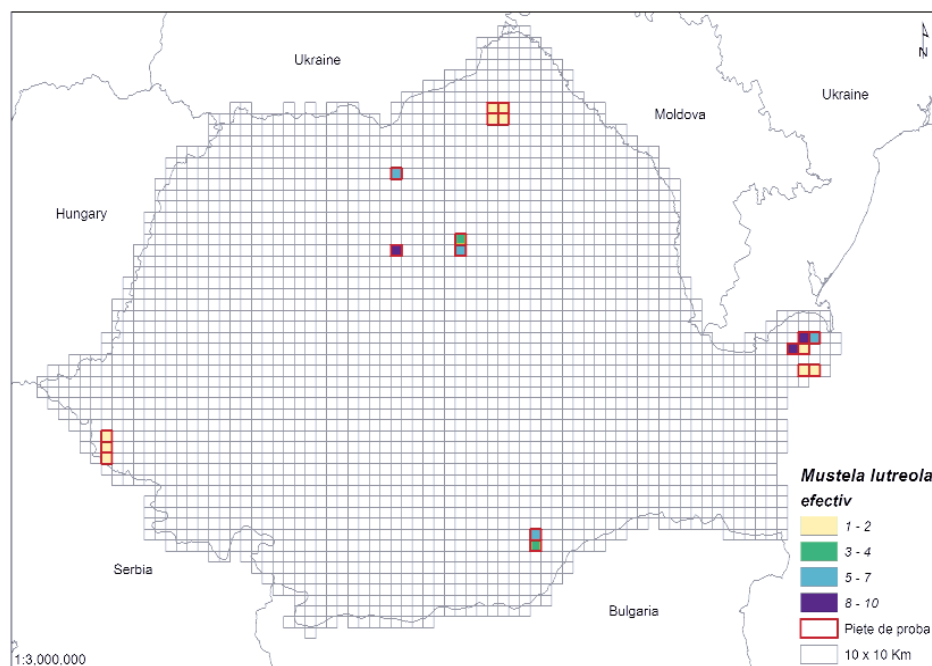 Ukraine
N
Ukraine
Moldova
Hungary
Mustela lutreola
efectiv
1 - 2
3 - 4
5 - 7
8 - 10
Piete de proba
10 x 10 Km
Serbia
Bulgaria
1:3,000,000